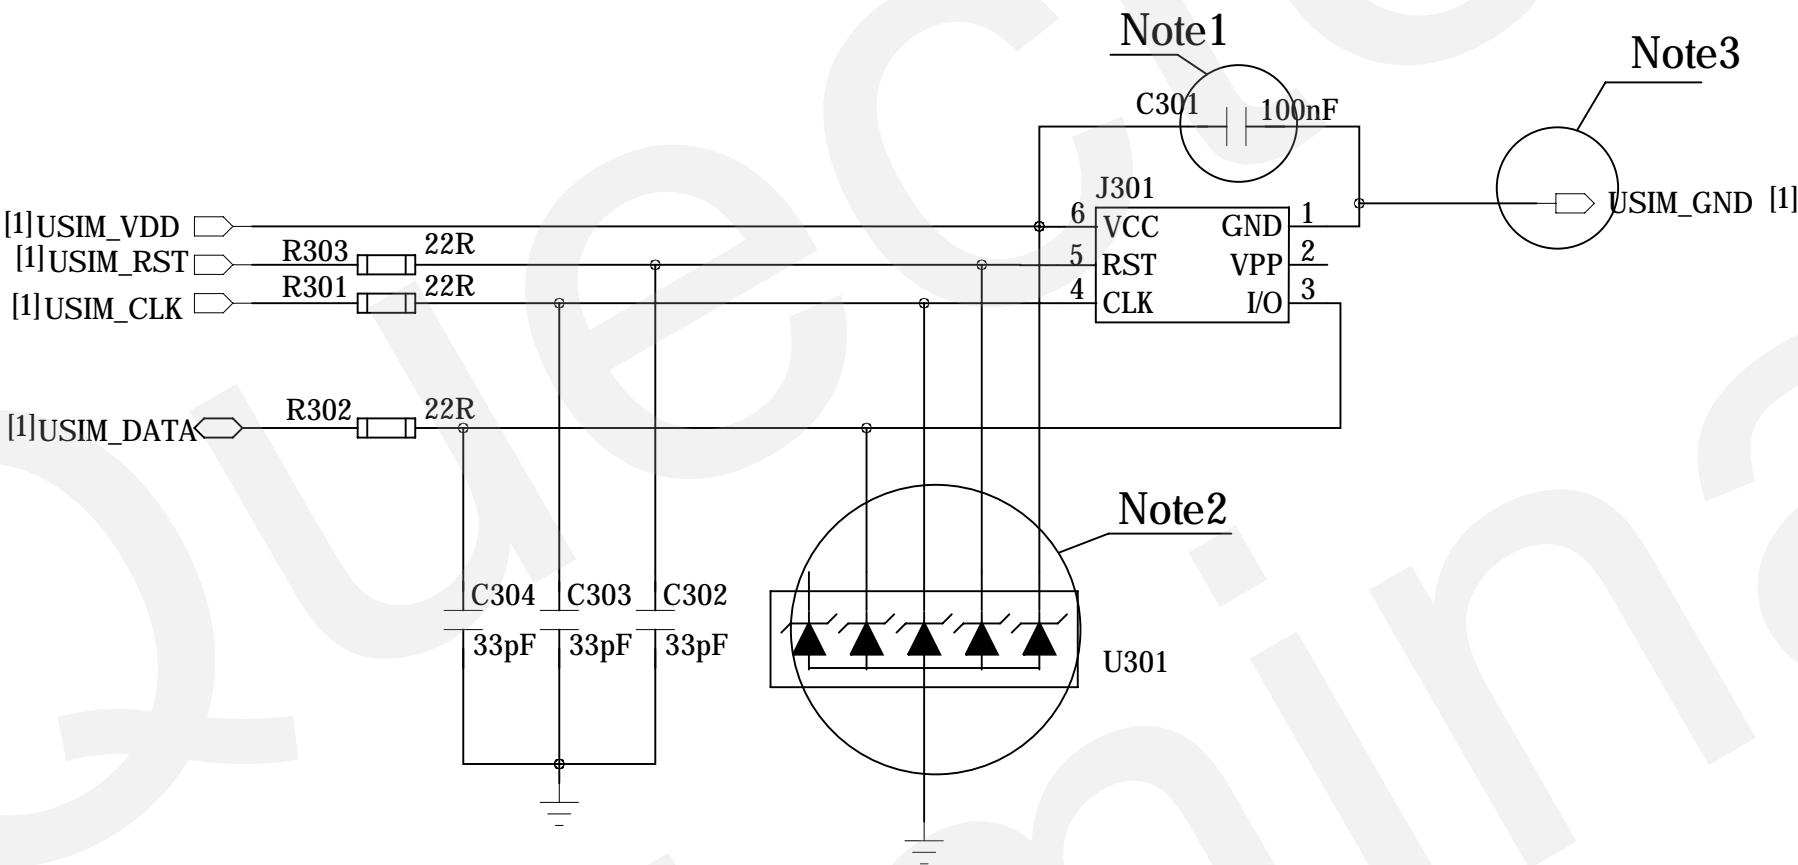 Note1
Note3
C301 100nF
J301
[1]USIM_VDD
6 VCC GND 1
USIM_GND [1]
[1]USIM_RST R303 22R
5 RST VPP 2
[1]USIM_CLK R301 22R
4 CLK I/O 3
[1]USIM_DATA R302 22R
Note2
C304 C303 C302
33pF 33pF 33pF
U301
Quecte
mina